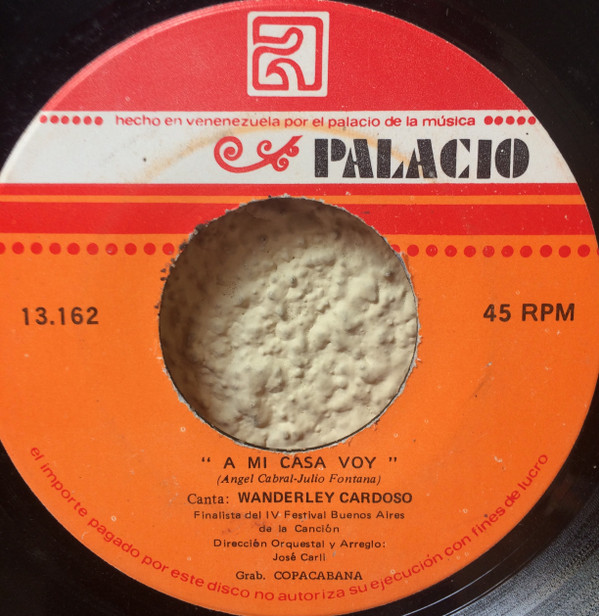 hecho en venenezuela por el palacio de la música
PALACIO
13.162
45 RPM
" A MI CASA VOY "
(Angel Cabral-Julio Fontana)
Canta: WANDERLEY CARDOSO
Finalista del IV Festival Buenos Aires
de la Canción
Dirección Orquestal y Arreglo:
José Carli
Grab. COPACABANA
el importe pagado por este disco no autoriza su ejecución con fines de lucro